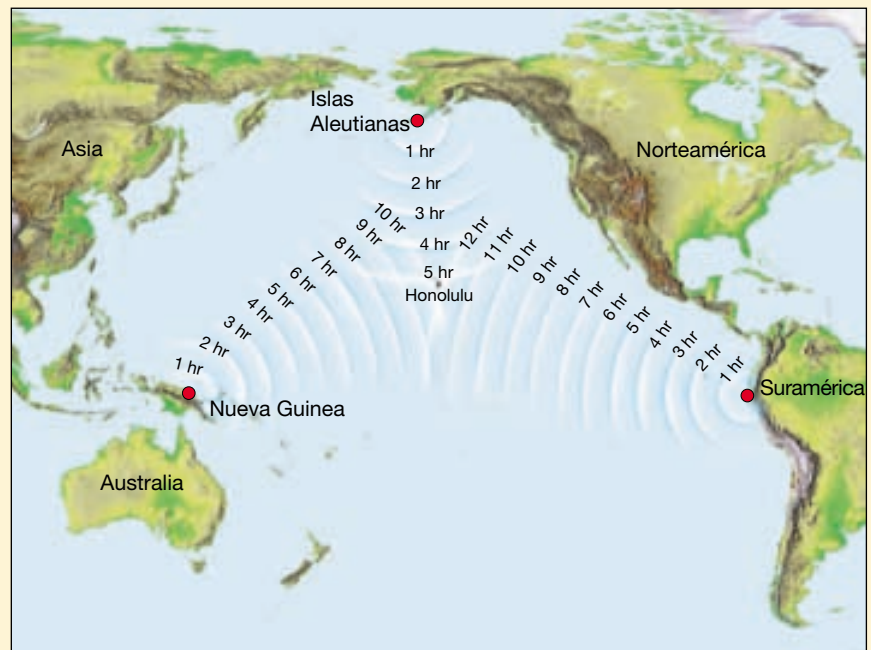 Islas
Aleutianas
Asia
Norteamérica
1 hr
2 hr
3 hr
4 hr
5 hr
Honolulu
10 hr
9 hr
8 hr
7 hr
6 hr
5 hr
4 hr
3 hr
2 hr
1 hr
Nueva Guinea
12 hr
11 hr
10 hr
9 hr
8 hr
7 hr
6 hr
5 hr
4 hr
3 hr
2 hr
1 hr
Suramérica
Australia